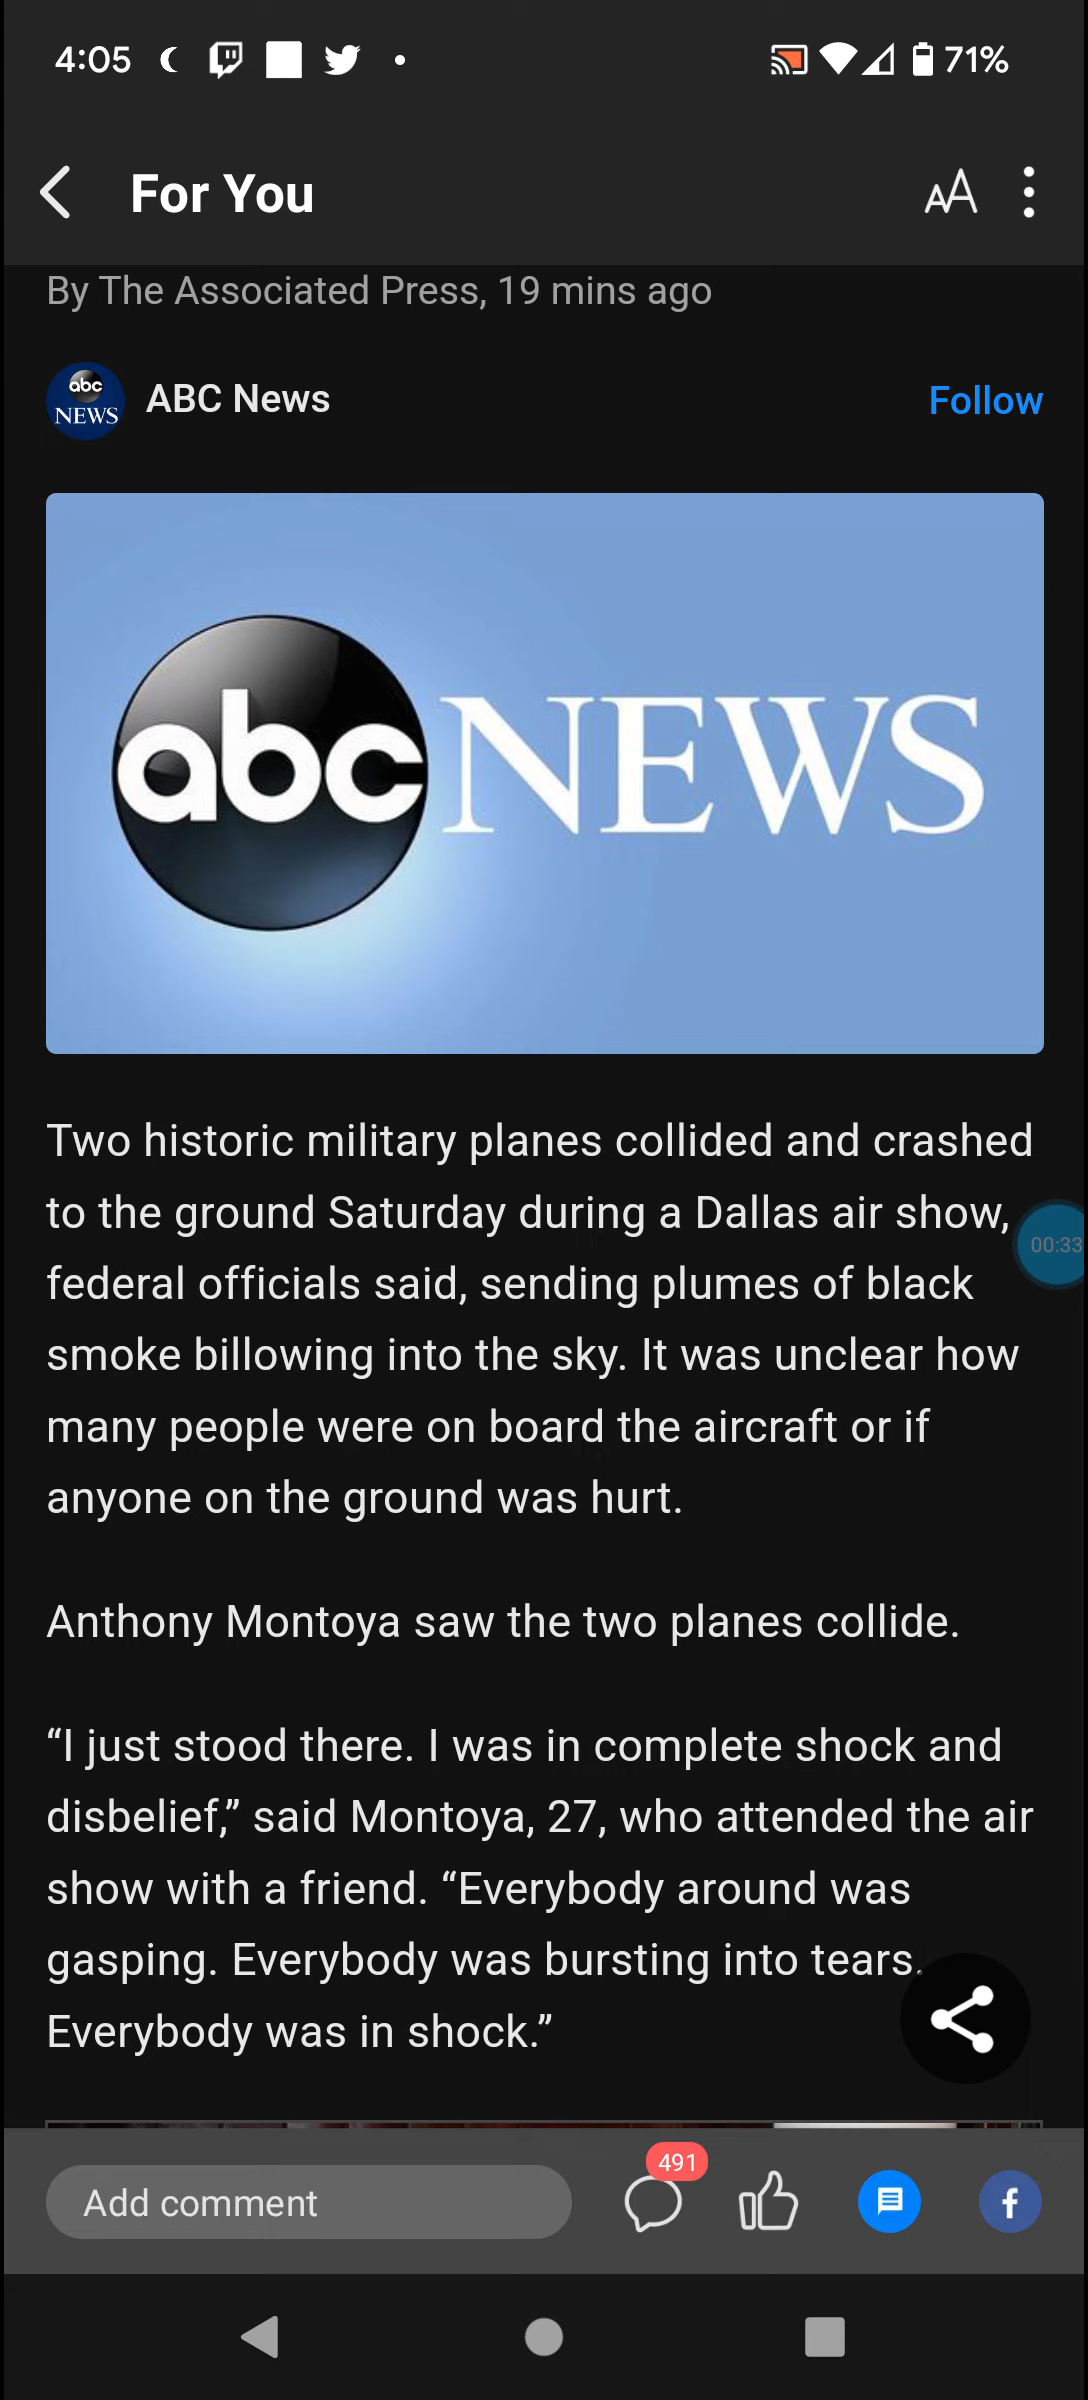 4:05
71%
For You
AA
By The Associated Press, 19 mins ago
abc
NEWS
ABC News
Follow
abc NEWS
Two historic military planes collided and crashed
to the ground Saturday during a Dallas air show,
00:33
federal officials said, sending plumes of black
smoke billowing into the sky. It was unclear how
many people were on board the aircraft or if
anyone on the ground was hurt.
Anthony Montoya saw the two planes collide.
“I just stood there. I was in complete shock and
disbelief,” said Montoya, 27, who attended the air
show with a friend. “Everybody around was
gasping. Everybody was bursting into tears.
Everybody was in shock.”
491
Add comment
f